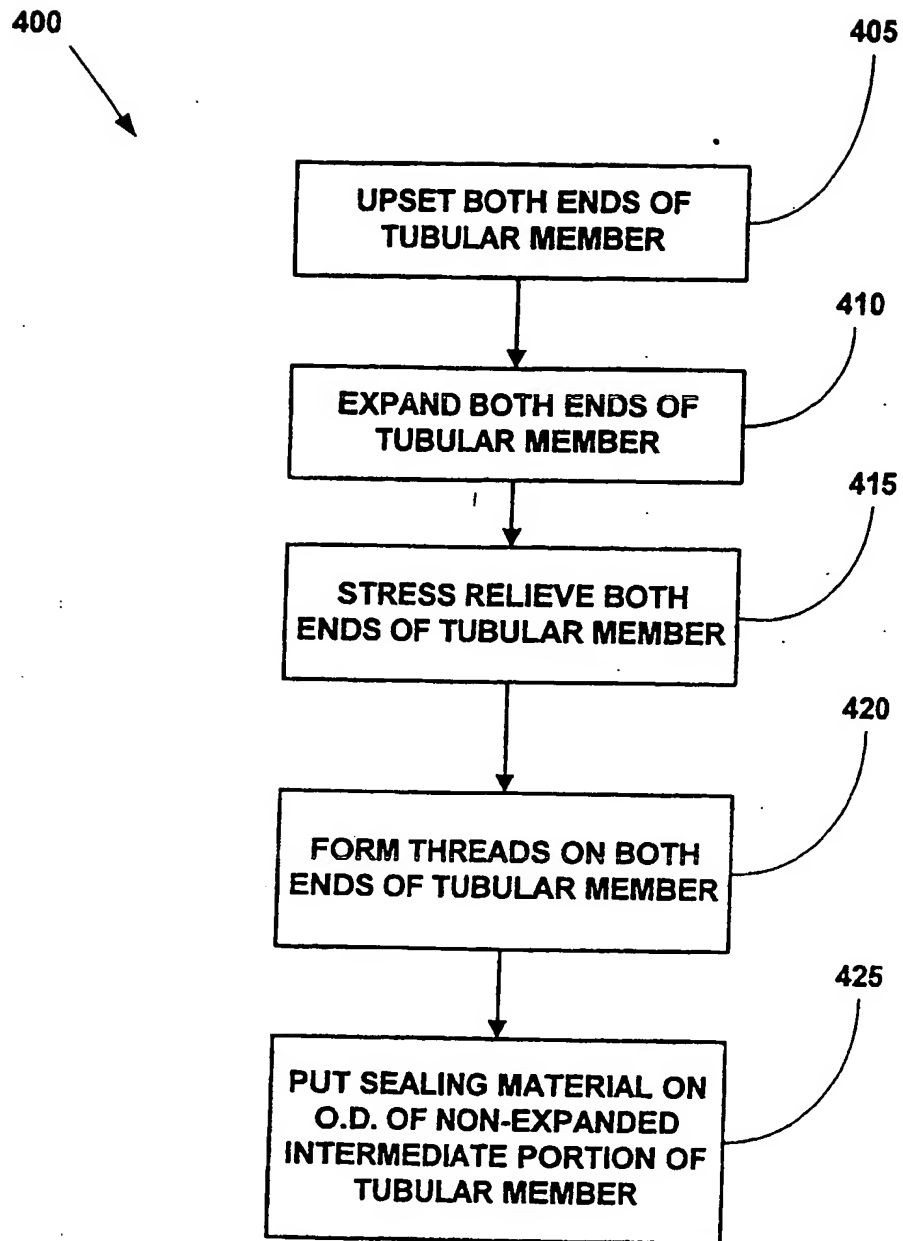 400
405
UPSET BOTH ENDS OF
TUBULAR MEMBER
410
EXPAND BOTH ENDS OF
TUBULAR MEMBER
415
STRESS RELIEVE BOTH
ENDS OF TUBULAR MEMBER
420
FORM THREADS ON BOTH
ENDS OF TUBULAR MEMBER
425
PUT SEALING MATERIAL ON
O.D. OF NON-EXPANDED
INTERMEDIATE PORTION OF
TUBULAR MEMBER